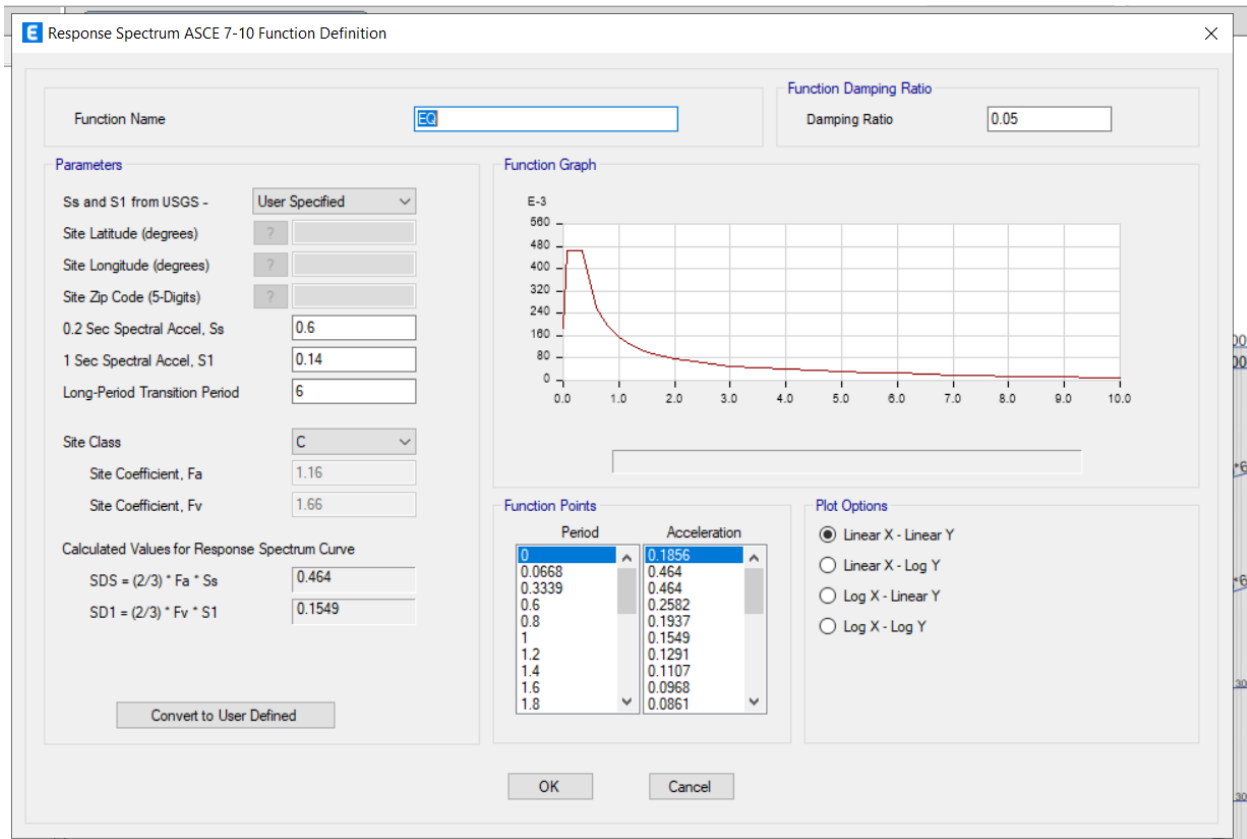 E Response Spectrum ASCE 7-10 Function Definition
Function Name
EQ
Function Damping Ratio
Damping Ratio
0.05
Parameters
Ss and S1 from USGS - User Specified
Site Latitude (degrees) ?
Site Longitude (degrees) ?
Site Zip Code (5-Digits) ?
0.2 Sec Spectral Accel, Ss 0.6
1 Sec Spectral Accel, S1 0.14
Long-Period Transition Period 6
Site Class C
Site Coefficient, Fa 1.16
Site Coefficient, Fv 1.66
Calculated Values for Response Spectrum Curve
SDS = (2/3) * Fa * Ss 0.464
SD1 = (2/3) * Fv * S1 0.1549
Convert to User Defined
Function Graph
E-3
560
480
400
320
240
160
80
0
0.0 1.0 2.0 3.0 4.0 5.0 6.0 7.0 8.0 9.0 10.0
Function Points
Period Acceleration
0 0.1856
0.0668 0.464
0.3339 0.464
0.6 0.2582
0.8 0.1937
1 0.1549
1.2 0.1291
1.4 0.1107
1.6 0.0968
1.8 0.0861
Plot Options
Linear X - Linear Y
Linear X - Log Y
Log X - Linear Y
Log X - Log Y
OK Cancel